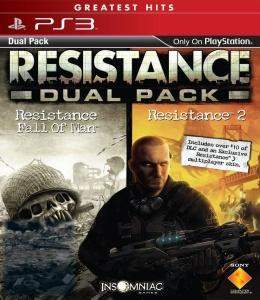 GREATEST HITS
PS3
Dual Pack
Only On PlayStation®
RESISTANCE
DUAL PACK
Resistance
Fall Of Man
Resistance 2
Includes over $10 of
DLC and an Exclusive
Resistance 3
multiplayer skin.
INSOMNIAC
GAMES
SONY